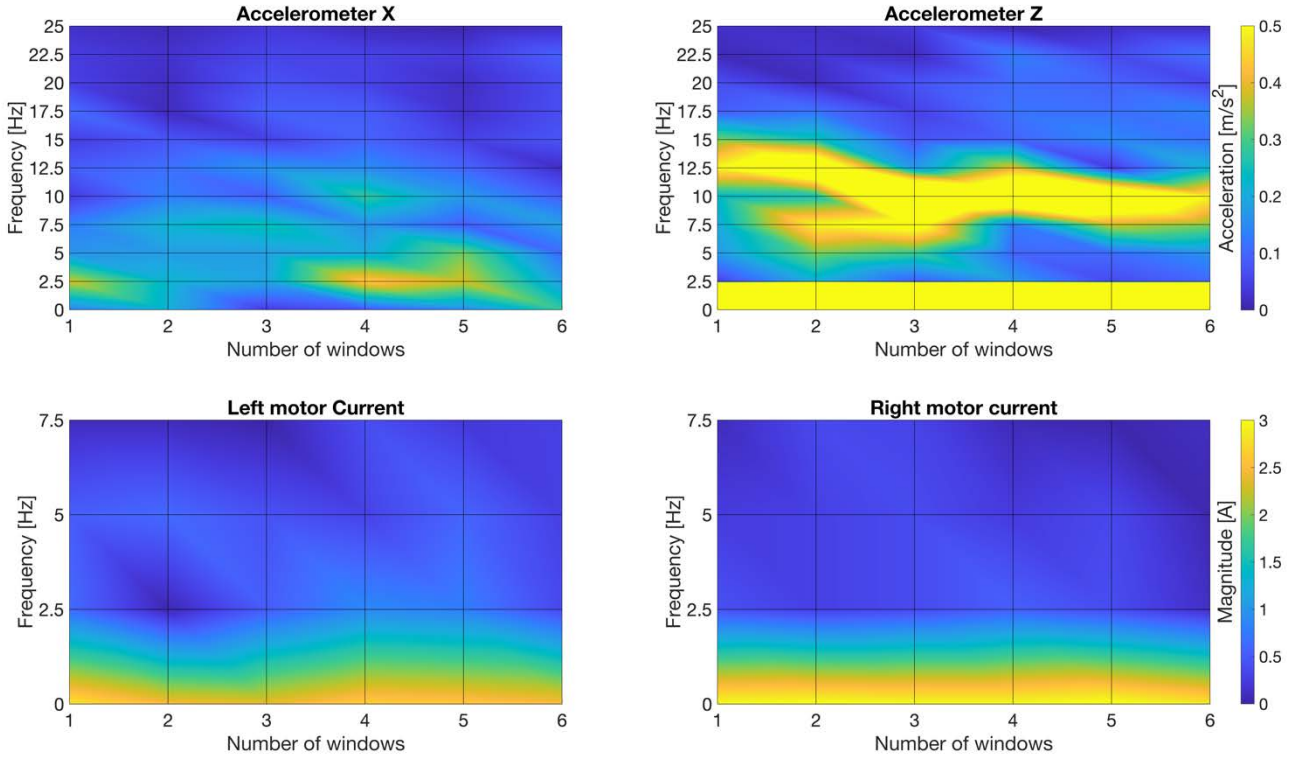 Accelerometer X
25
22.5
20
17.5
15
12.5
10
7.5
5
2.5
0
Frequency [Hz]
1 2 3 4 5 6
Number of windows
Accelerometer Z
25
22.5
20
17.5
15
12.5
10
7.5
5
2.5
0
Frequency [Hz]
1 2 3 4 5 6
Number of windows
0.5
0.4
0.3
0.2
0.1
0
Acceleration [m/s²]
Left motor Current
7.5
5
2.5
0
Frequency [Hz]
1 2 3 4 5 6
Number of windows
Right motor current
7.5
5
2.5
0
Frequency [Hz]
1 2 3 4 5 6
Number of windows
3
2.5
2
1.5
1
0.5
0
Magnitude [A]